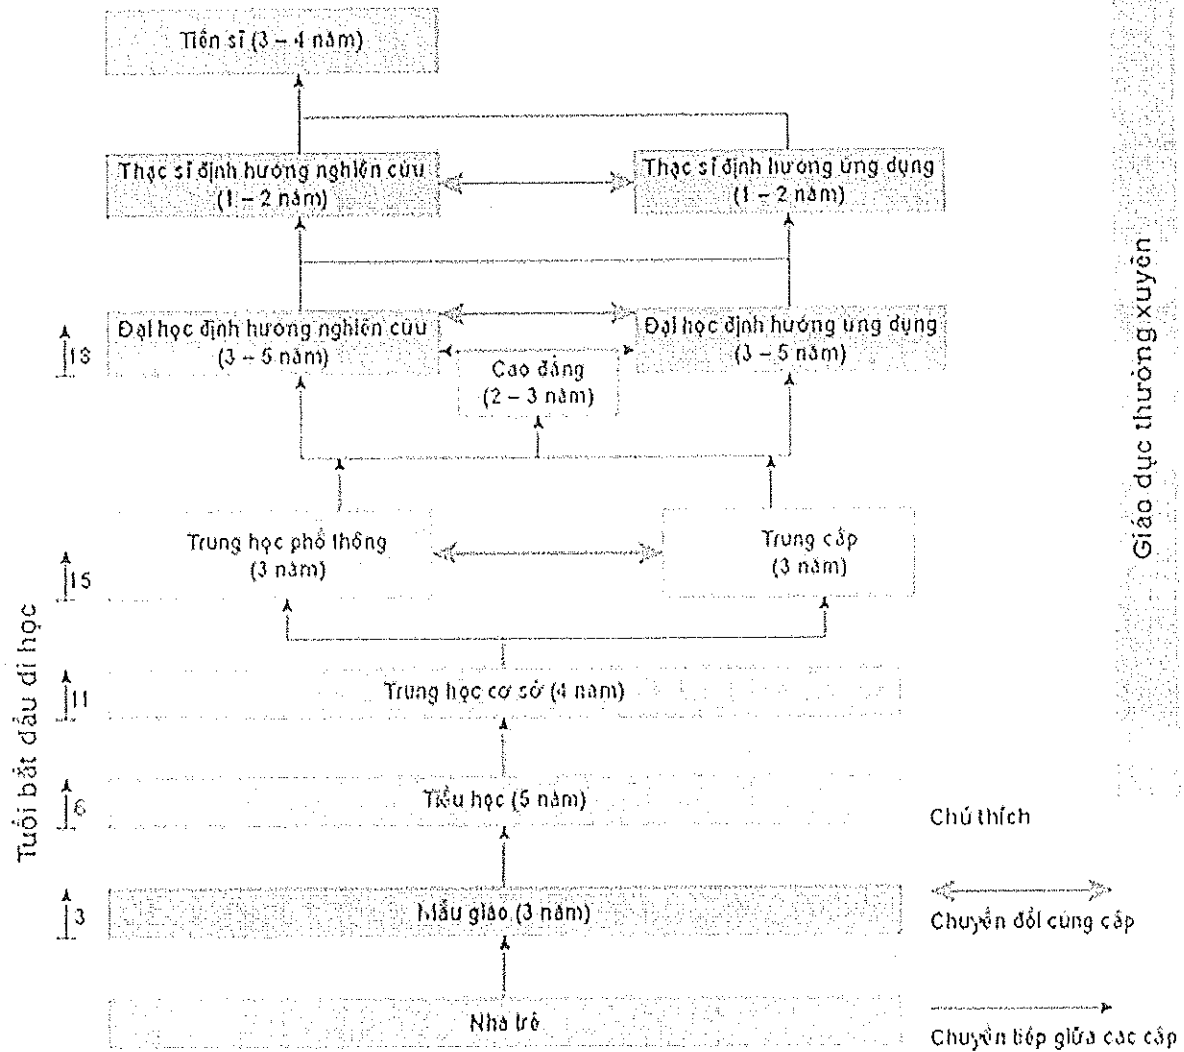 Tiến sĩ (3 – 4 năm)
Thạc sĩ định hướng nghiên cứu
(1 – 2 năm)
Thạc sĩ định hướng ứng dụng
(1 – 2 năm)
Đại học định hướng nghiên cứu
(3 – 5 năm)
Đại học định hướng ứng dụng
(3 – 5 năm)
Cao đẳng
(2 – 3 năm)
18
Trung học phổ thông
(3 năm)
Trung cấp
(3 năm)
15
Trung học cơ sở (4 năm)
11
Tiểu học (5 năm)
6
Mẫu giáo (3 năm)
3
Nhà trẻ
Tuổi bắt đầu đi học
Giáo dục thường xuyên
Chú thích
Chuyển đổi cùng cấp
Chuyển tiếp giữa các cấp